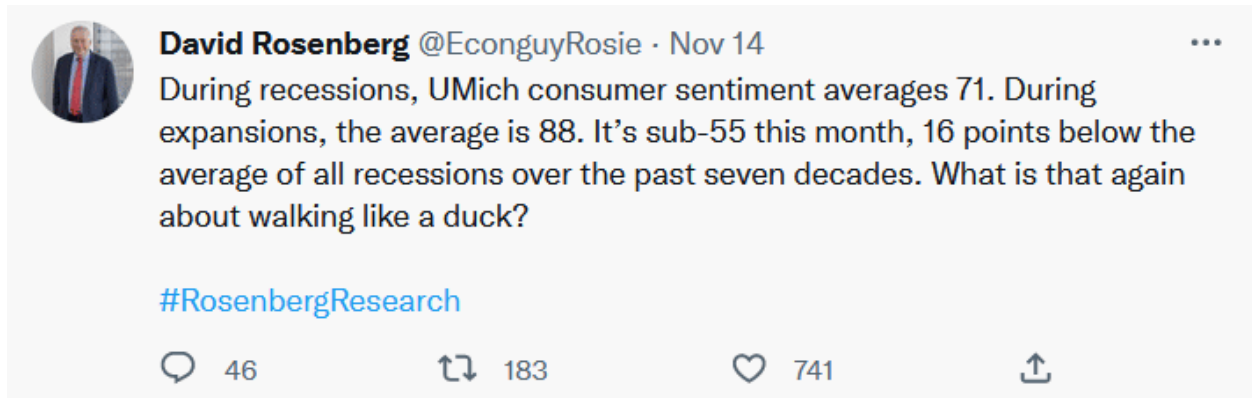 David Rosenberg @EconguyRosie · Nov 14
During recessions, UMich consumer sentiment averages 71. During
expansions, the average is 88. It’s sub-55 this month, 16 points below the
average of all recessions over the past seven decades. What is that again
about walking like a duck?
#RosenbergResearch
46 183 741